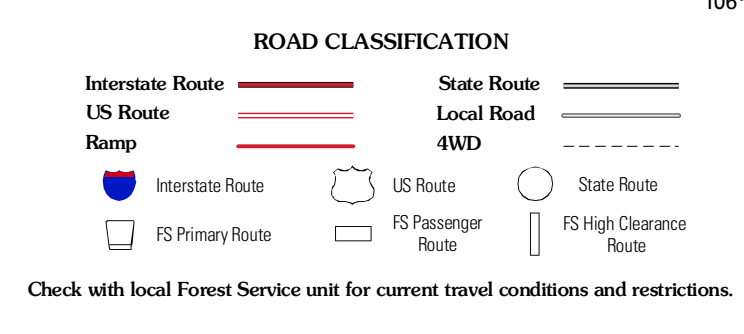 106°
ROAD CLASSIFICATION
Interstate Route
State Route
US Route
Local Road
Ramp
4WD
Interstate Route
US Route
State Route
FS Primary Route
FS Passenger
Route
FS High Clearance
Route
Check with local Forest Service unit for current travel conditions and restrictions.